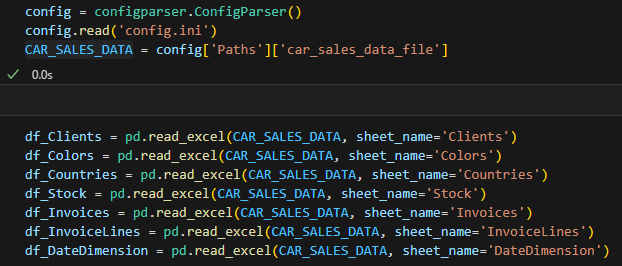 config = configparser.ConfigParser()
config.read('config.ini')
CAR_SALES_DATA = config['Paths']['car_sales_data_file']
0.0s
df_Clients = pd.read_excel(CAR_SALES_DATA, sheet_name='Clients')
df_Colors = pd.read_excel(CAR_SALES_DATA, sheet_name='Colors')
df_Countries = pd.read_excel(CAR_SALES_DATA, sheet_name='Countries')
df_Stock = pd.read_excel(CAR_SALES_DATA, sheet_name='Stock')
df_Invoices = pd.read_excel(CAR_SALES_DATA, sheet_name='Invoices')
df_InvoiceLines = pd.read_excel(CAR_SALES_DATA, sheet_name='InvoiceLines')
df_DateDimension = pd.read_excel(CAR_SALES_DATA, sheet_name='DateDimension')